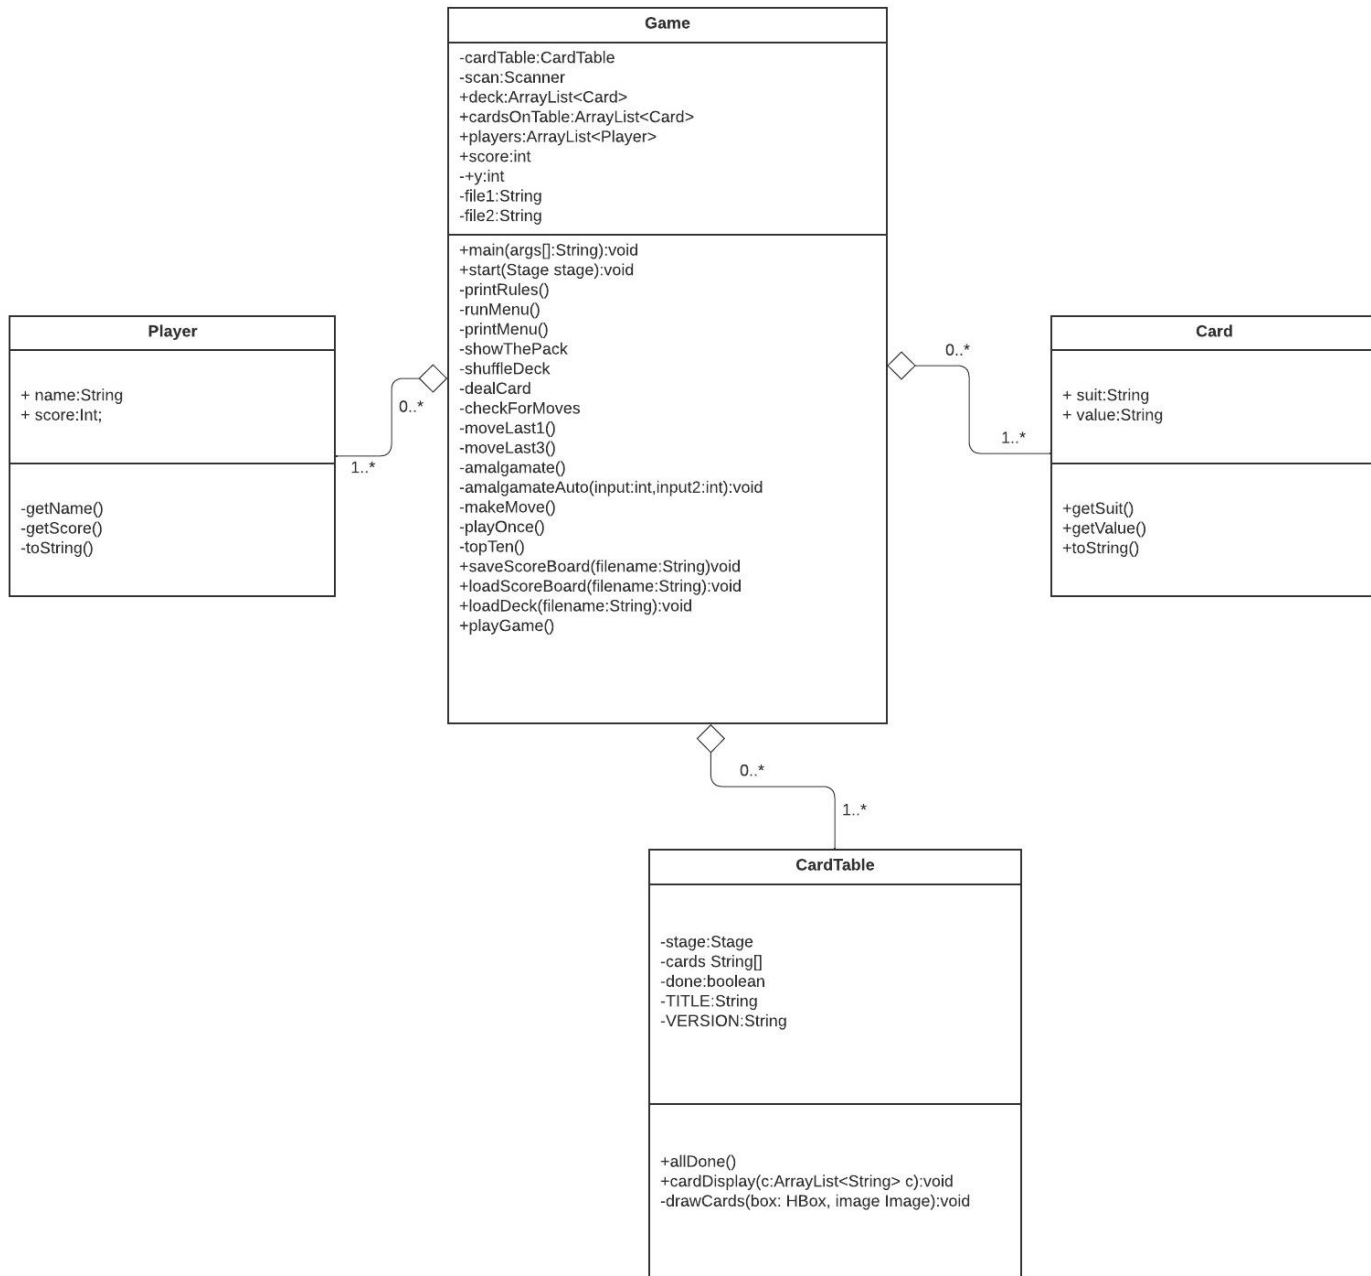 Game
-cardTable:CardTable
-scan:Scanner
+deck:ArrayList<Card>
+cardsOnTable:ArrayList<Card>
+players:ArrayList<Player>
+score:int
-+y:int
-file1:String
-file2:String
+main(args[]:String):void
+start(Stage stage):void
-printRules()
-runMenu()
-printMenu()
-showThePack
-shuffleDeck
-dealCard
-checkForMoves
-moveLast1()
-moveLast3()
-amalgamate()
-amalgamateAuto(input:int,input2:int):void
-makeMove()
-playOnce()
-topTen()
+saveScoreBoard(filename:String)void
+loadScoreBoard(filename:String):void
+loadDeck(filename:String):void
+playGame()
Player
+ name:String
+ score:Int;
-getName()
-getScore()
-toString()
0..*
1..*
0..*
1..*
Card
+ suit:String
+ value:String
+getSuit()
+getValue()
+toString()
0..*
1..*
CardTable
-stage:Stage
-cards String[]
-done:boolean
-TITLE:String
-VERSION:String
+allDone()
+cardDisplay(c:ArrayList<String> c):void
-drawCards(box: HBox, image Image):void